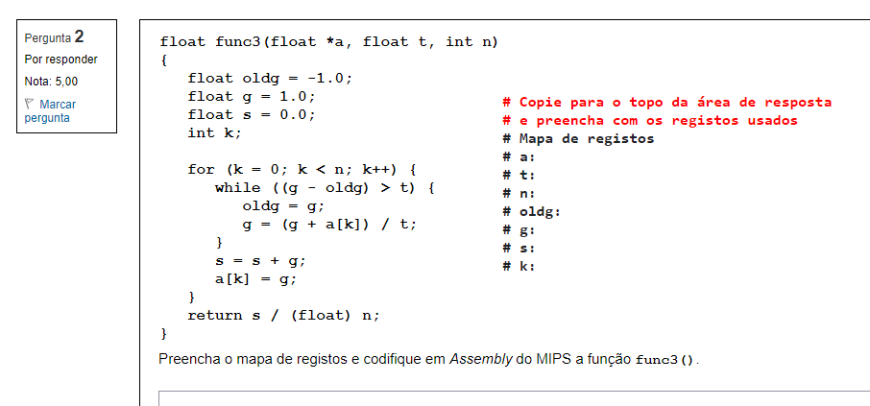 Pergunta 2
Por responder
Nota: 5,00
Marcar
pergunta
float func3(float *a, float t, int n)
{
float oldg = -1.0;
float g = 1.0;
float s = 0.0;
int k;
for (k = 0; k < n; k++) {
while ((g - oldg) > t) {
oldg = g;
g = (g + a[k]) / t;
}
s = s + g;
a[k] = g;
}
return s / (float) n;
}
# Copie para o topo da área de resposta
# e preencha com os registos usados
# Mapa de registos
# a:
# t:
# n:
# oldg:
# g:
# s:
# k:
Preencha o mapa de registos e codifique em Assembly do MIPS a função func3().